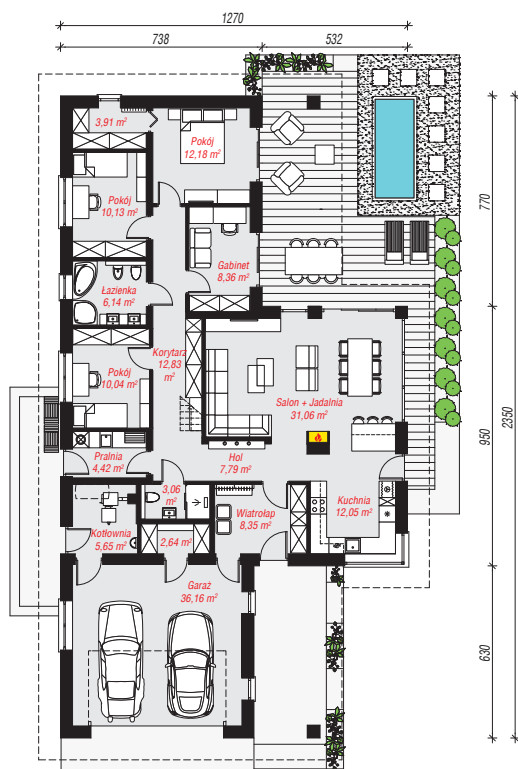 1270
738
532
3,91 m²
Pokój
12,18 m²
Pokój
10,13 m²
770
Gabinet
8,36 m²
Łazienka
6,14 m²
Korytarz
12,83
m²
Pokój
10,04 m²
Salon + Jadalnia
31,06 m²
2350
950
Pralnia
4,42 m²
Hol
7,79 m²
3,06
m²
Kuchnia
12,05 m²
Wiatrołap
8,35 m²
Kotłownia
5,65 m²
2,64 m²
Garaż
36,16 m²
630